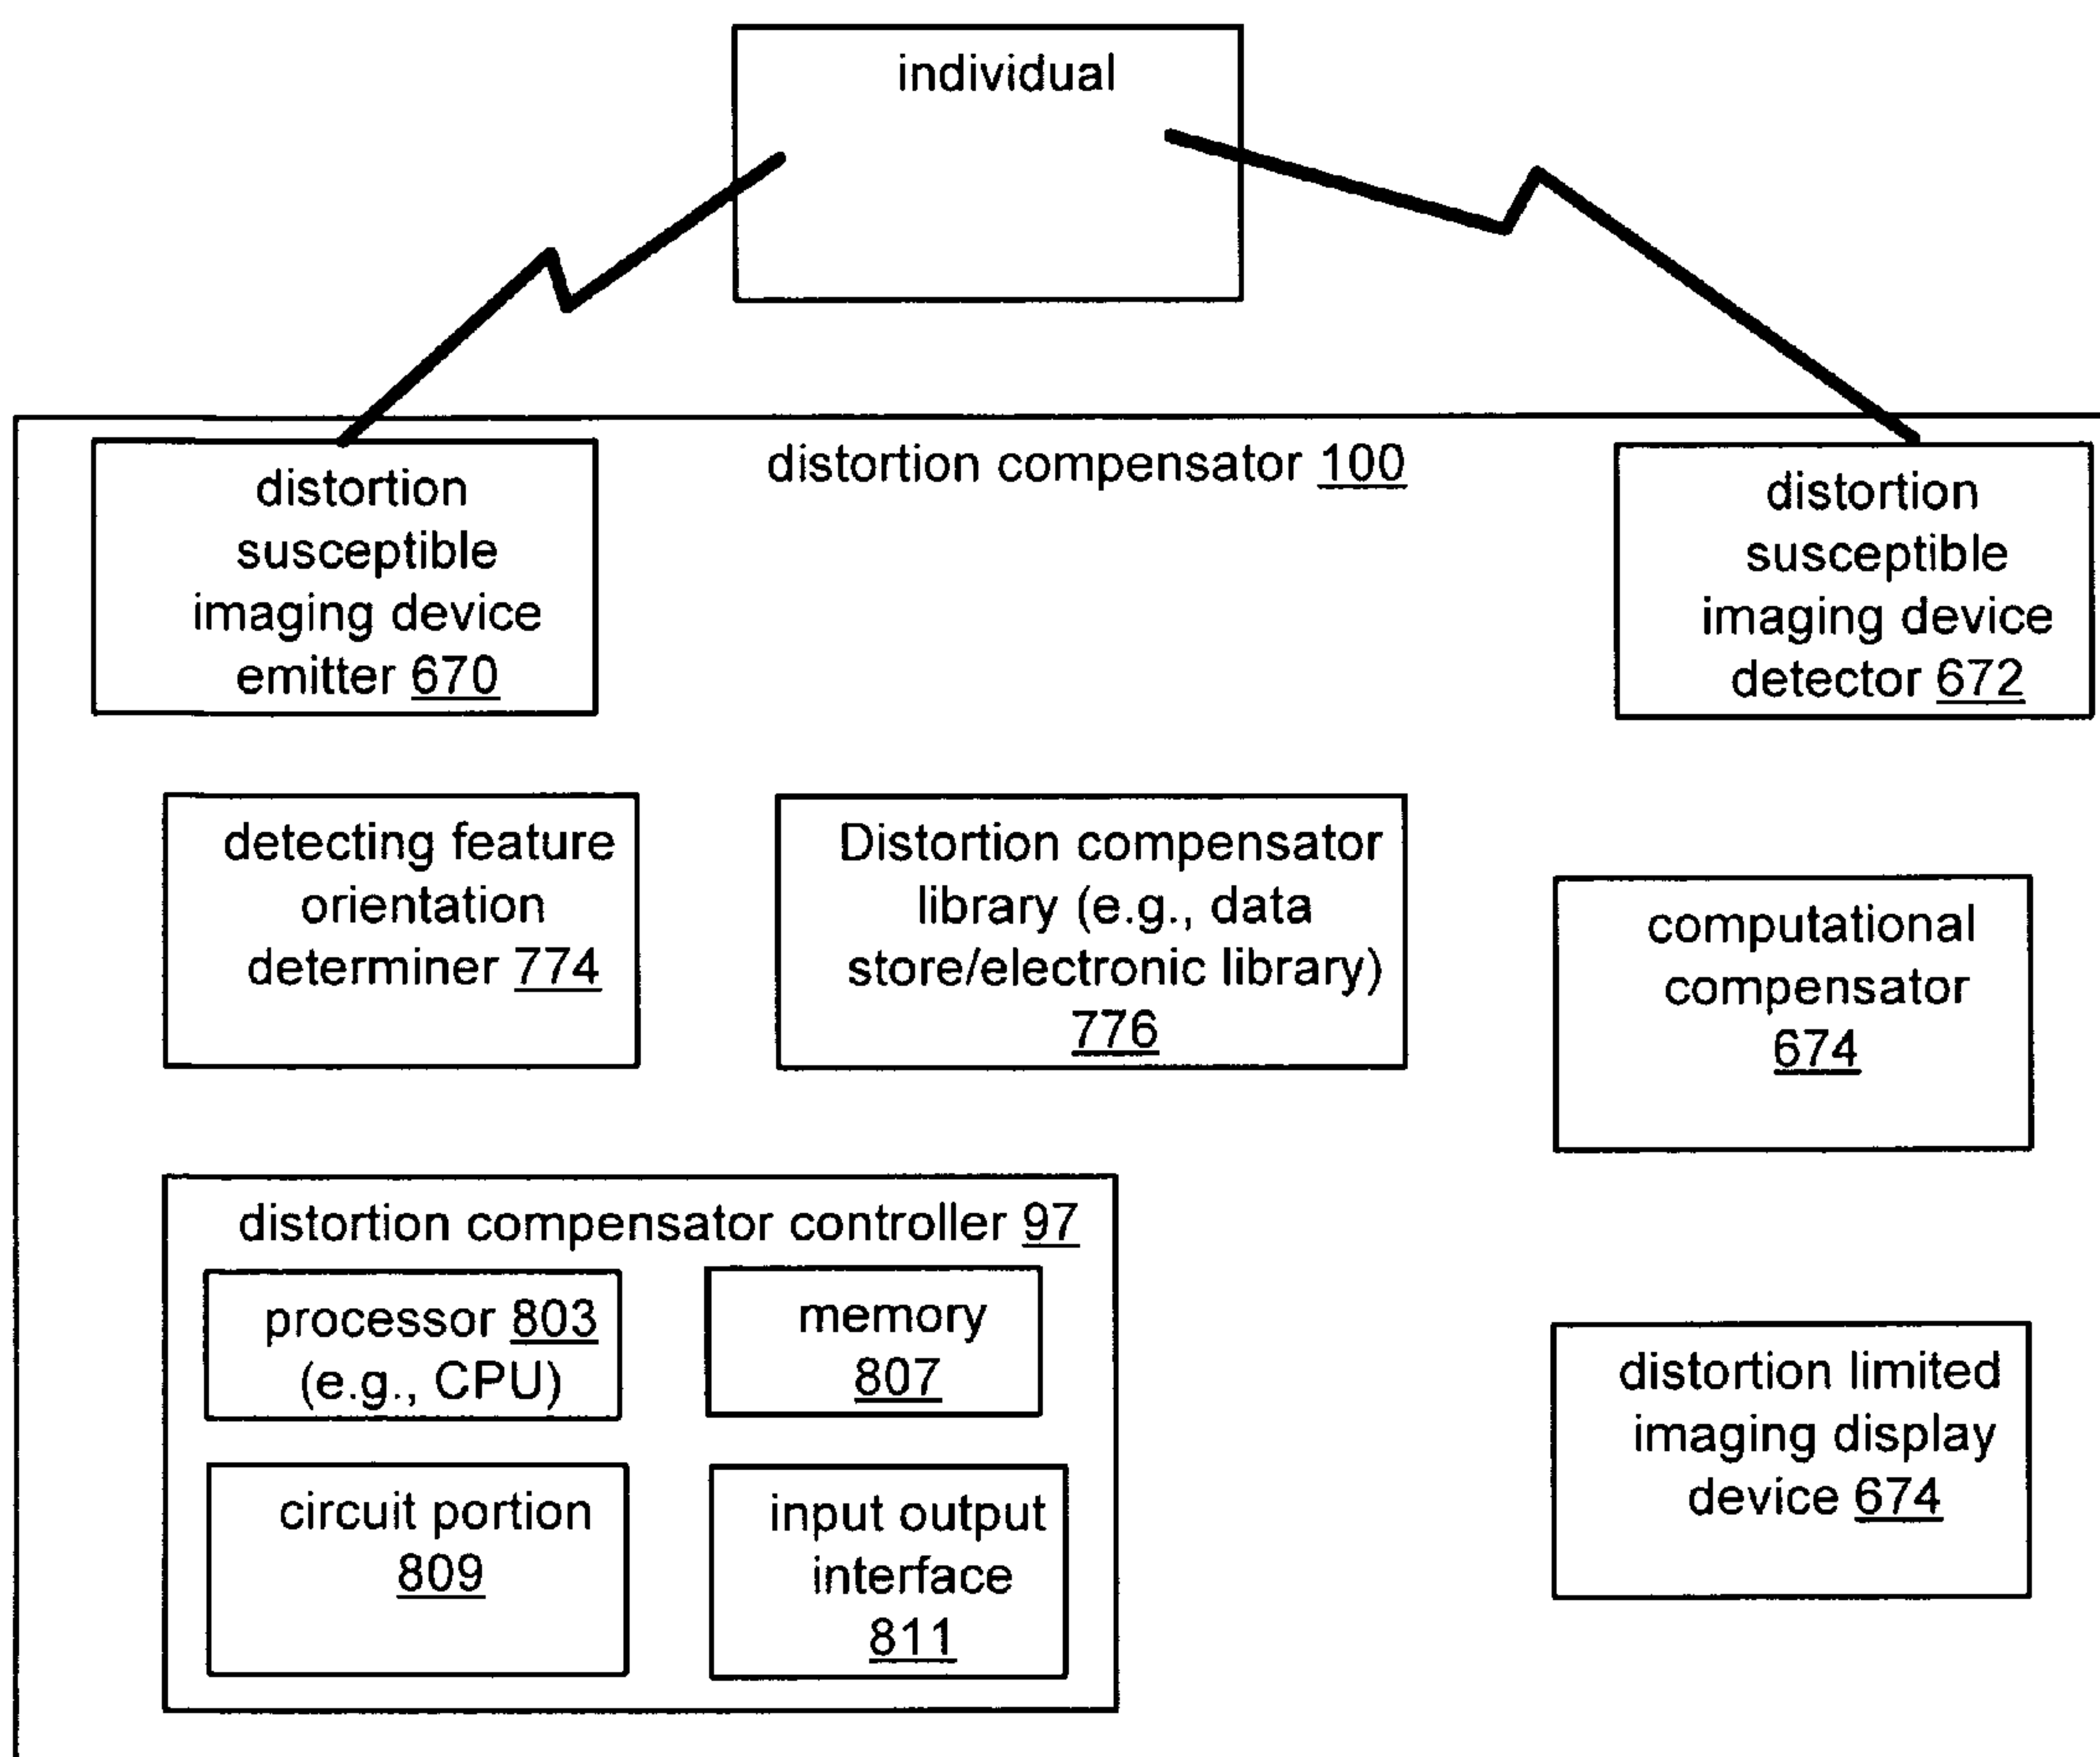 individual
distortion compensator 100
distortion
susceptible
imaging device
emitter 670
distortion
susceptible
imaging device
detector 672
detecting feature
orientation
determiner 774
Distortion compensator
library (e.g., data
store/electronic library)
776
computational
compensator
674
distortion compensator controller 97
processor 803
(e.g., CPU)
memory
807
circuit portion
809
input output
interface
811
distortion limited
imaging display
device 674